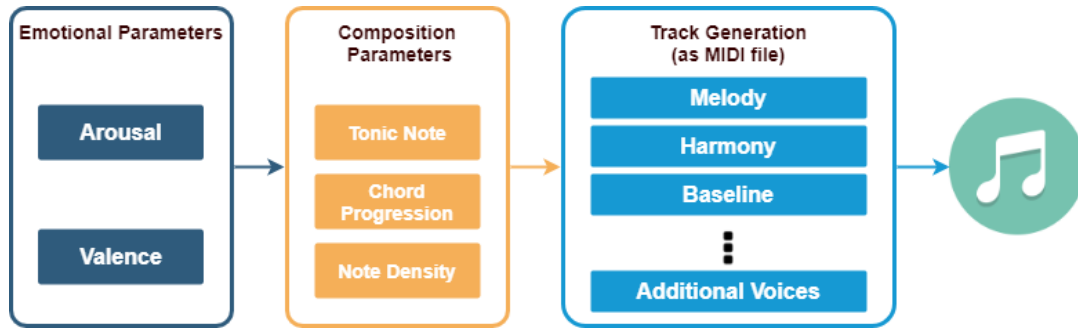 Emotional Parameters
Arousal
Valence
Composition
Parameters
Tonic Note
Chord
Progression
Note Density
Track Generation
(as MIDI file)
Melody
Harmony
Baseline
Additional Voices